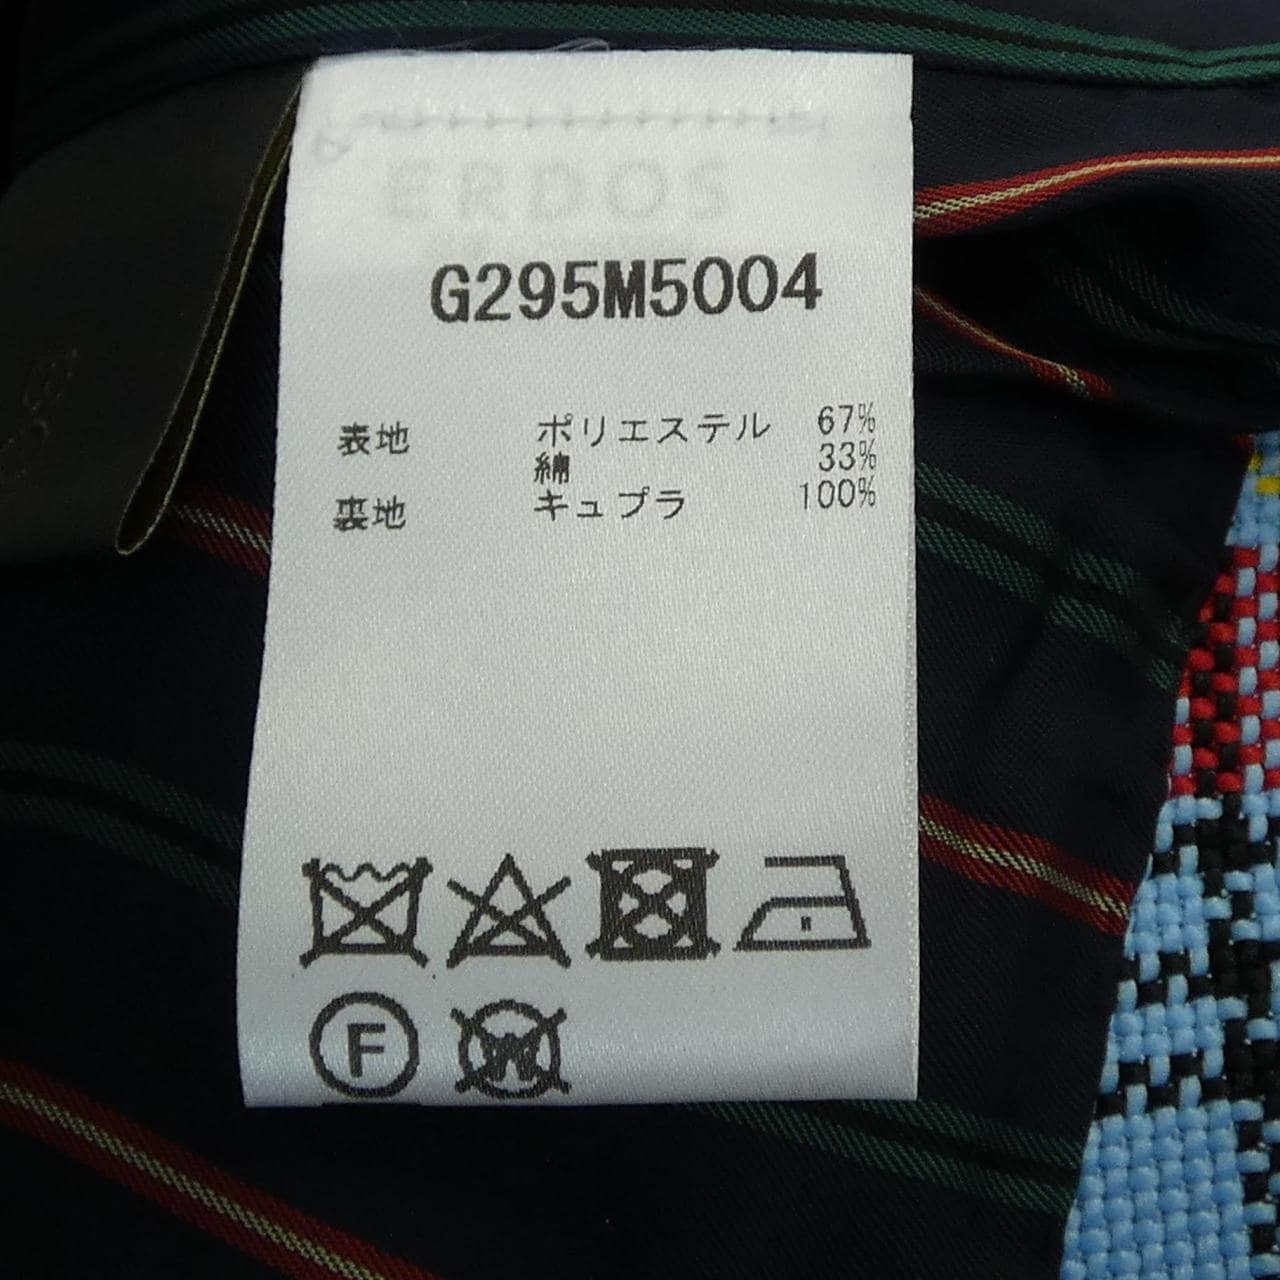 ERDOS
G295M5004
表地 ポリエステル 67%
綿 33%
裏地 キュプラ 100%
F
W